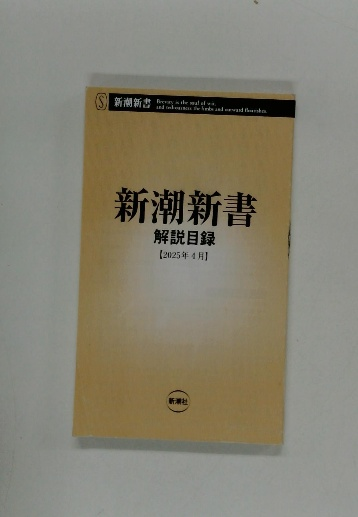 S
新潮新書
Brevity is the soul of wit,
and tediousness the limbs and outward flourishes.
新潮新書
解説目録
【2025年4月】
新潮社